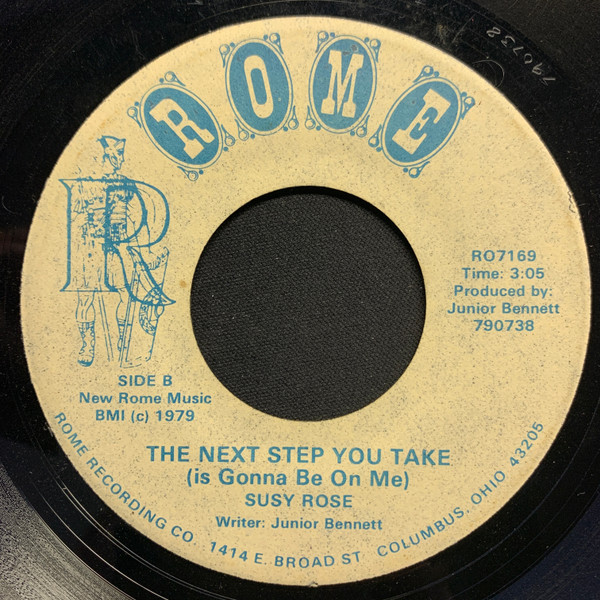 ROME
R
RO7169
Time: 3:05
Produced by:
Junior Bennett
790738
SIDE B
New Rome Music
BMI (c) 1979
THE NEXT STEP YOU TAKE
(is Gonna Be On Me)
SUSY ROSE
Writer: Junior Bennett
ROME RECORDING CO. 1414 E. BROAD ST. COLUMBUS, OHIO 43205
790738